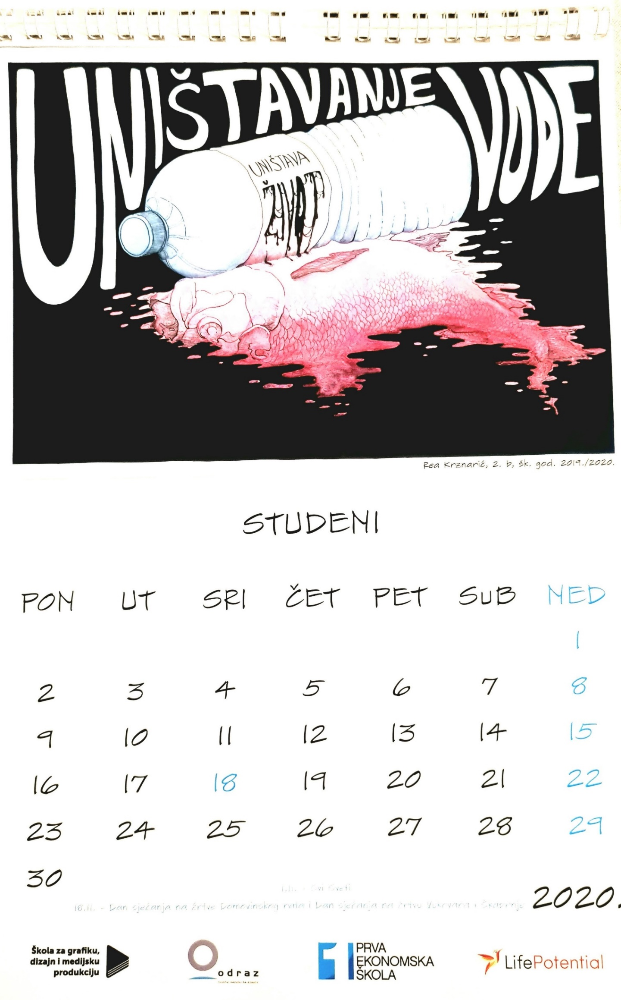 UNIŠTAVANJE VODE
UNIŠTAVA
ŽIVOT
Rea Krznarić, 2. b, šk. god. 2019./2020.
STUDENI
PON UT SRI ČET PET SUB NED
1
2 3 4 5 6 7 8
9 10 11 12 13 14 15
16 17 18 19 20 21 22
23 24 25 26 27 28 29
30
1.11. - Svi Sveti
18.11. - Dan sjećanja na žrtve Domovinskog rata i Dan sjećanja na žrtvu Vukovara i Škabrnje
2020.
Škola za grafiku,
dizajn i medijsku
produkciju
odraz
PRVA
EKONOMSKA
ŠKOLA
LifePotential